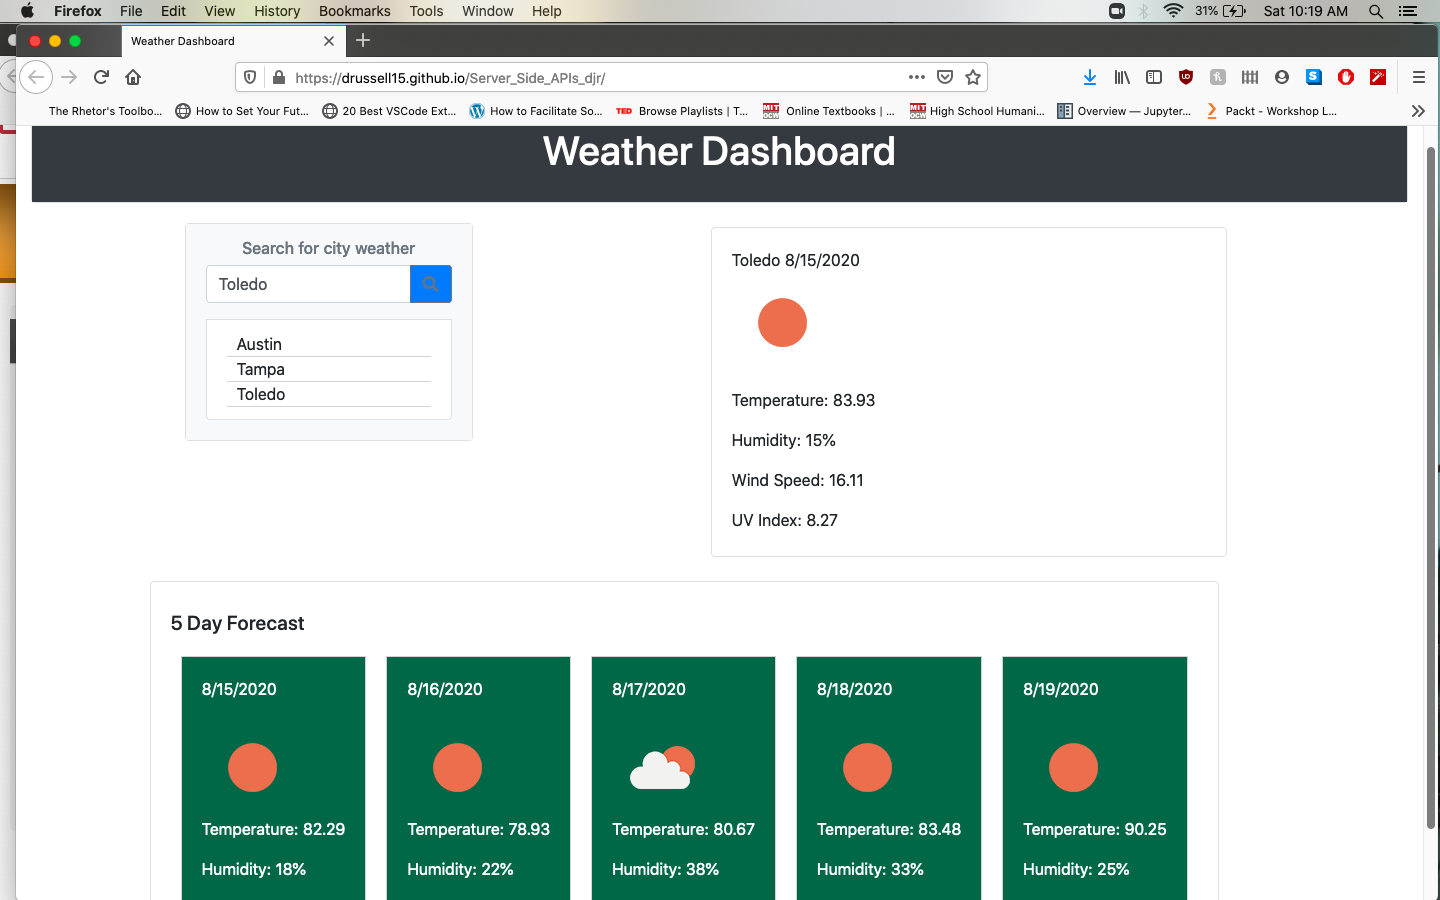 Firefox File Edit View History Bookmarks Tools Window Help 31% Sat 10:19 AM
Weather Dashboard
https://drussell15.github.io/Server_Side_APIs_djr/
The Rhetor's Toolbo... How to Set Your Fut... 20 Best VSCode Ext... How to Facilitate So... TED Browse Playlists | T... MIT OCW Online Textbooks | ... MIT OCW High School Humani... Overview — Jupyter... Packt - Workshop L...
Weather Dashboard
Search for city weather
Toledo
Austin
Tampa
Toledo
Toledo 8/15/2020
Temperature: 83.93
Humidity: 15%
Wind Speed: 16.11
UV Index: 8.27
5 Day Forecast
8/15/2020
Temperature: 82.29
Humidity: 18%
8/16/2020
Temperature: 78.93
Humidity: 22%
8/17/2020
Temperature: 80.67
Humidity: 38%
8/18/2020
Temperature: 83.48
Humidity: 33%
8/19/2020
Temperature: 90.25
Humidity: 25%